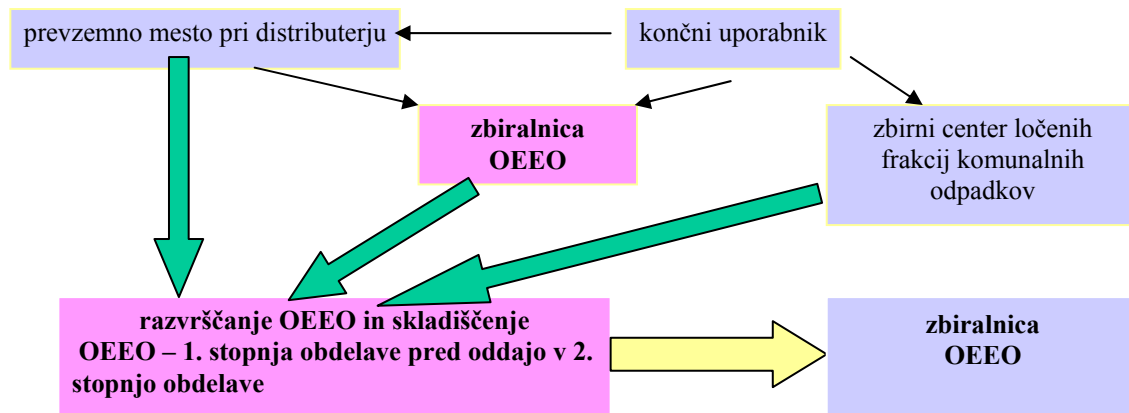 prevzemno mesto pri distributerju
končni uporabnik
zbiralnica
OEEO
zbirni center ločenih
frakcij komunalnih
odpadkov
razvrščanje OEEO in skladiščenje
OEEO – 1. stopnja obdelave pred oddajo v 2.
stopnjo obdelave
zbiralnica
OEEO